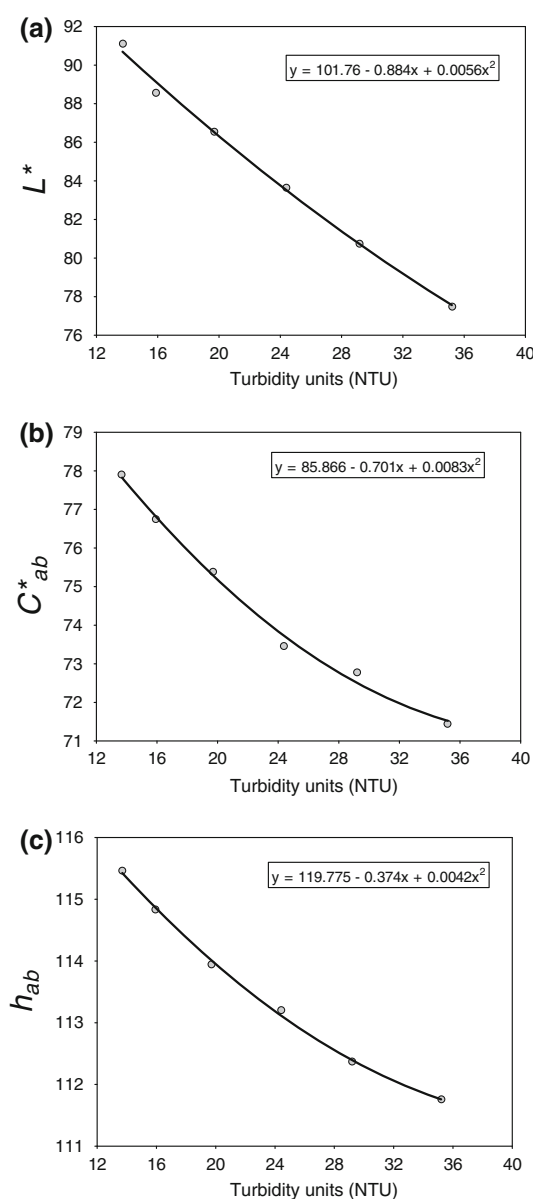 (a)
92
90
88
86
84
82
80
78
76
L*
y = 101.76 - 0.884x + 0.0056x²
12 16 20 24 28 32 36 40
Turbidity units (NTU)
(b)
79
78
77
76
75
74
73
72
71
C*ab
y = 85.866 - 0.701x + 0.0083x²
12 16 20 24 28 32 36 40
Turbidity units (NTU)
(c)
116
115
114
113
112
111
hab
y = 119.775 - 0.374x + 0.0042x²
12 16 20 24 28 32 36 40
Turbidity units (NTU)